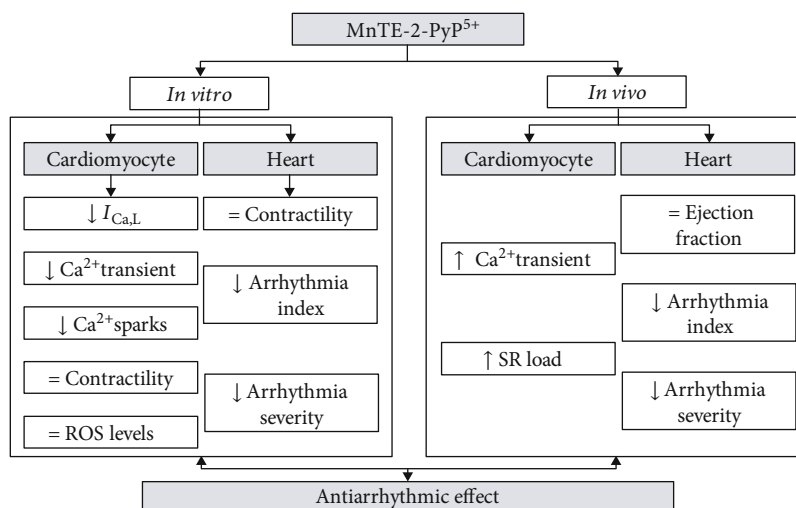 MnTE-2-PyP⁵⁺
In vitro
In vivo
Cardiomyocyte
Heart
↓ I_Ca,L
= Contractility
↓ Ca²⁺transient
↓ Arrhythmia
index
↓ Ca²⁺sparks
= Contractility
↓ Arrhythmia
severity
= ROS levels
Cardiomyocyte
Heart
= Ejection
fraction
↑ Ca²⁺transient
↓ Arrhythmia
index
↑ SR load
↓ Arrhythmia
severity
Antiarrhythmic effect